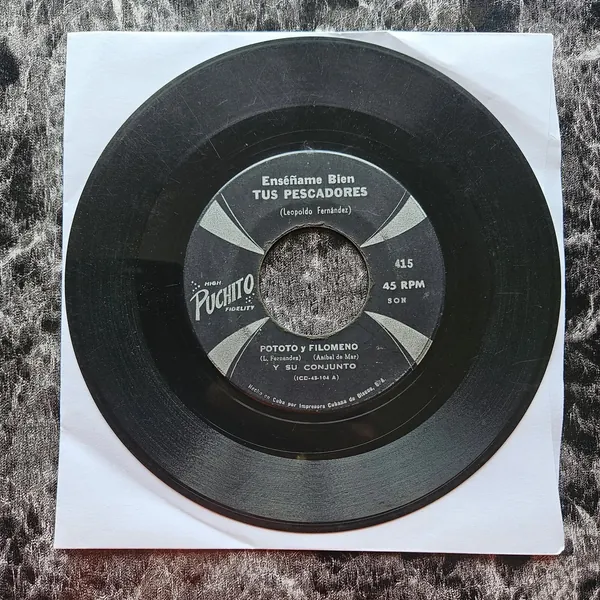 Enséñame Bien
TUS PESCADORES
(Leopoldo Fernández)
415
45 RPM
SON
HIGH
PUCHITO
FIDELITY
POTOTO y FILOMENO
(L. Fernandez) (Anibal de Mar)
Y SU CONJUNTO
(ICD-45-104 A)
Hecho en Cuba por Impresora Cubana de Discos, S/A.